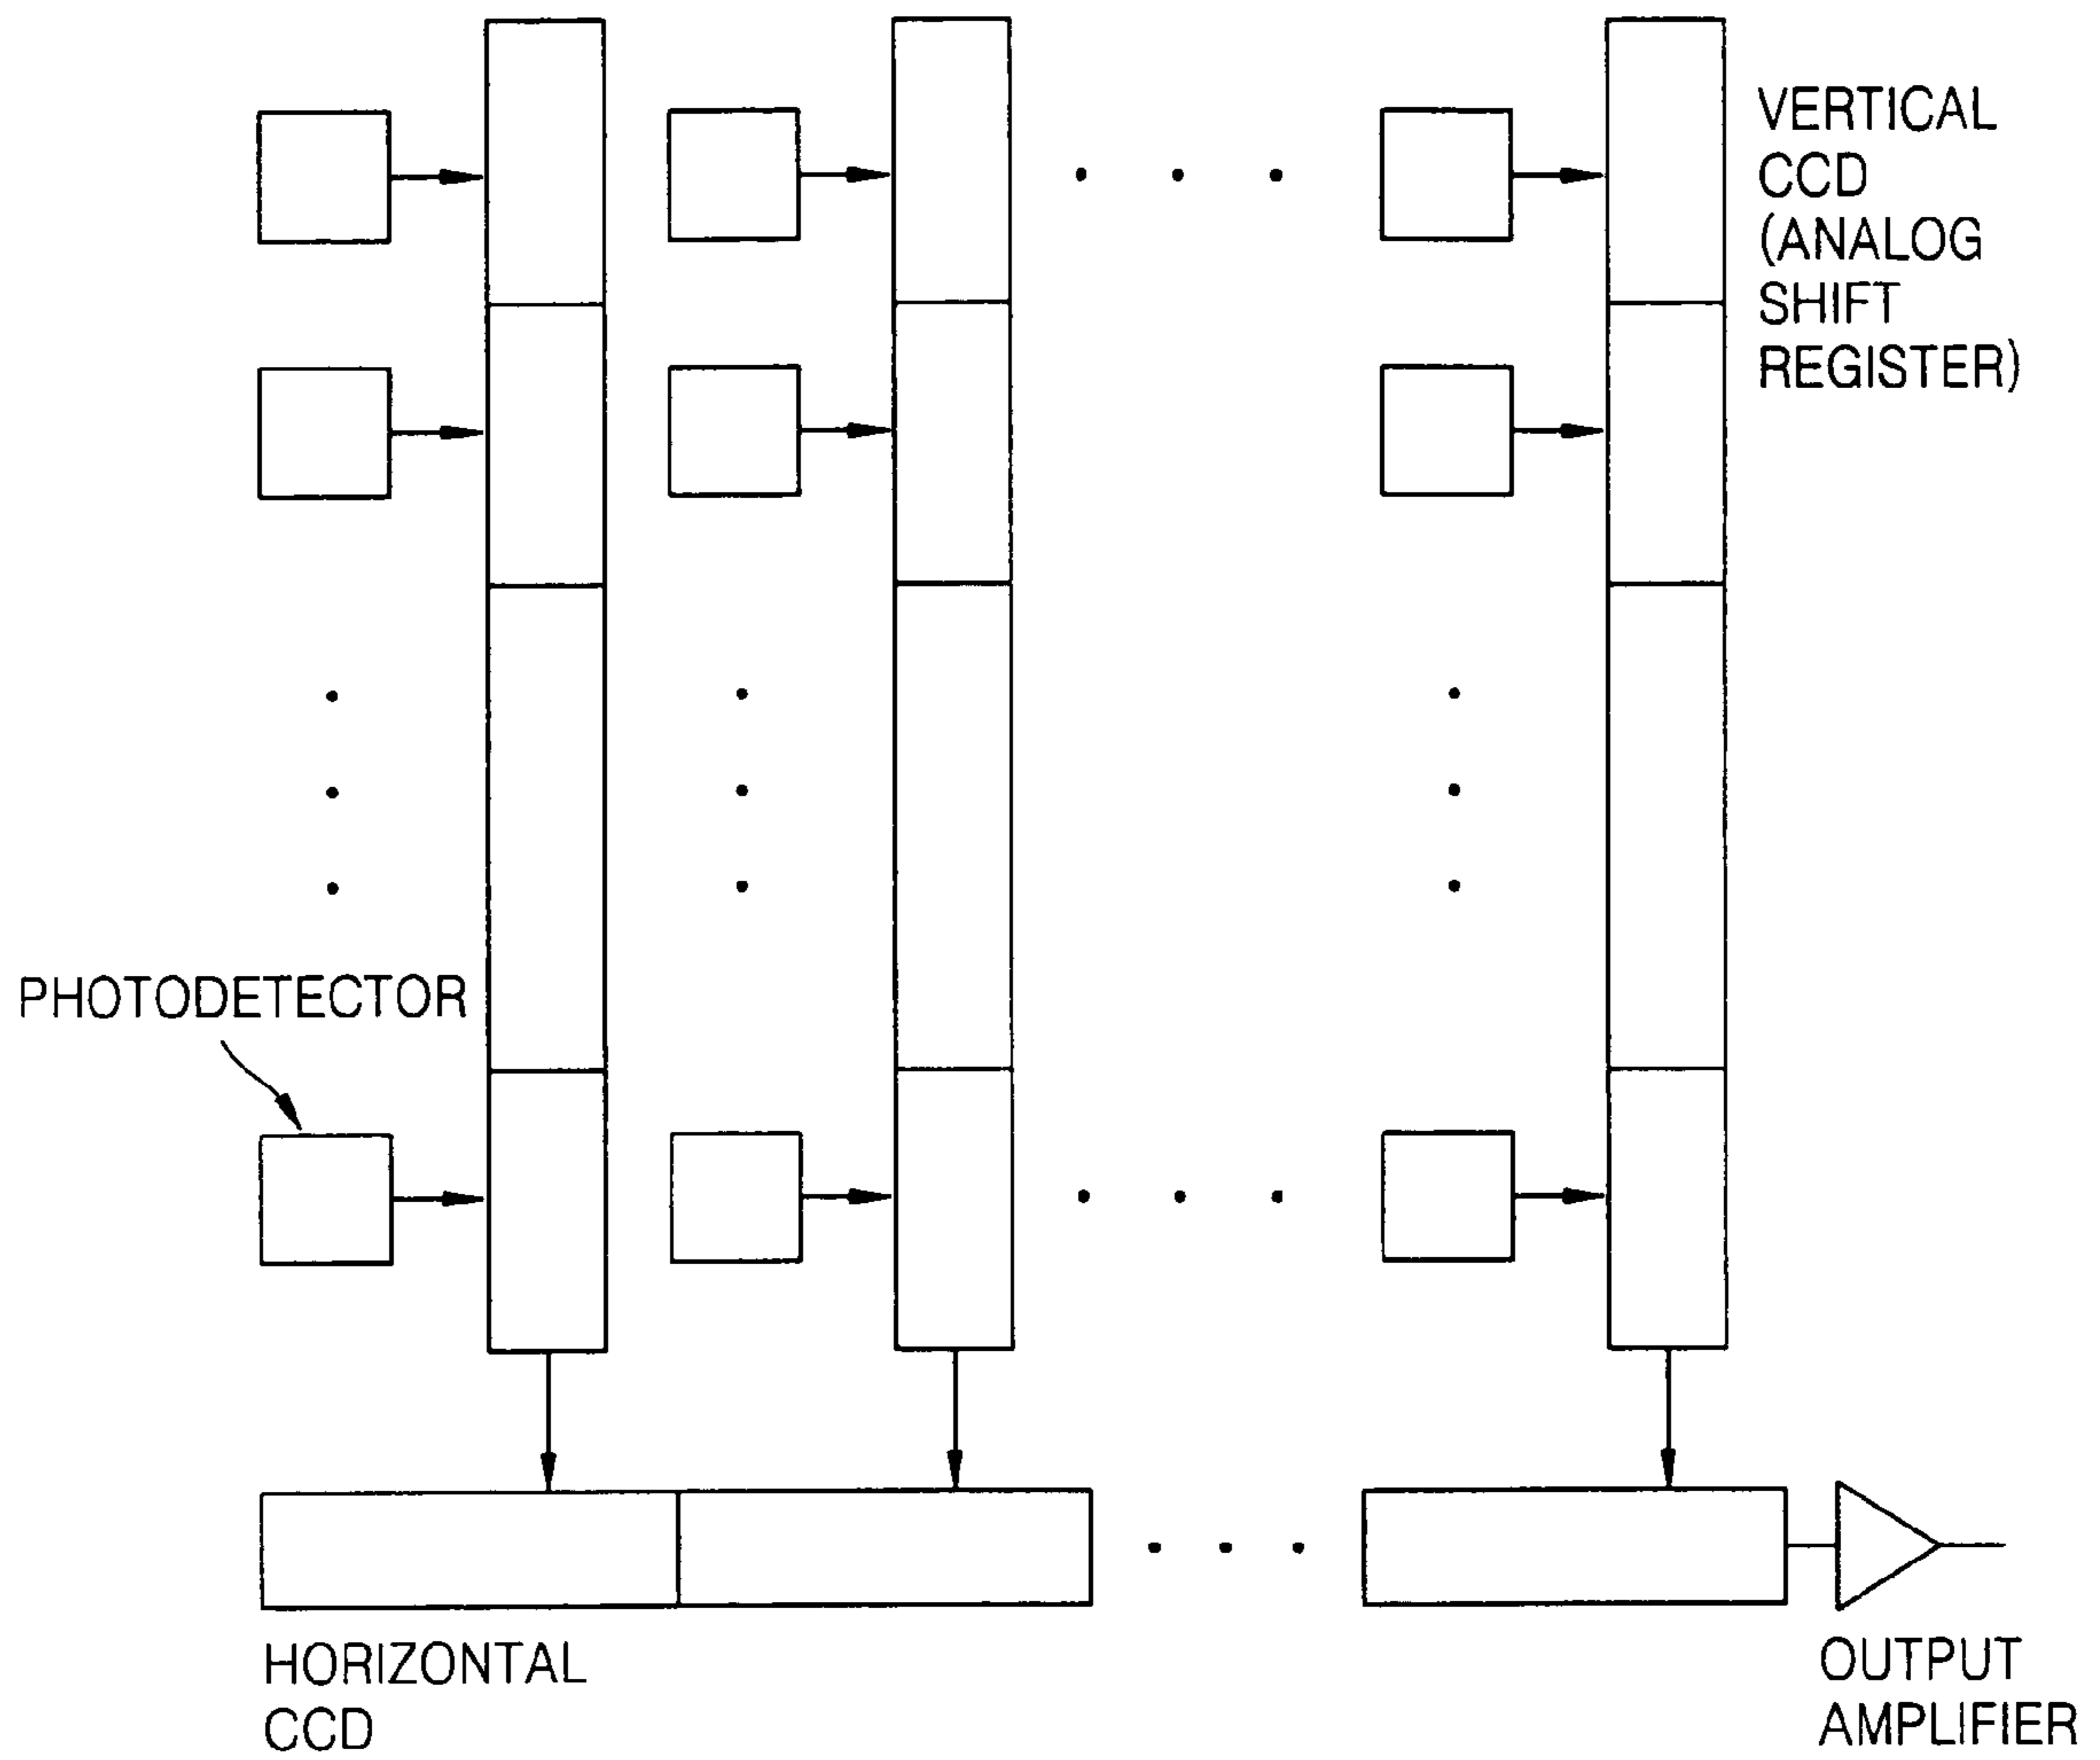 VERTICAL
CCD
(ANALOG
SHIFT
REGISTER)
PHOTODETECTOR
HORIZONTAL
CCD
OUTPUT
AMPLIFIER